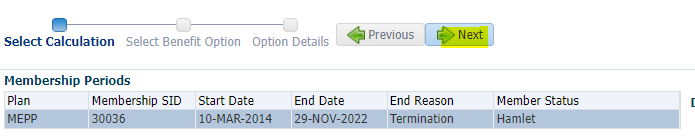 Select Calculation Select Benefit Option Option Details Previous Next
Membership Periods
Plan Membership SID Start Date End Date End Reason Member Status
MEPP 30036 10-MAR-2014 29-NOV-2022 Termination Hamlet